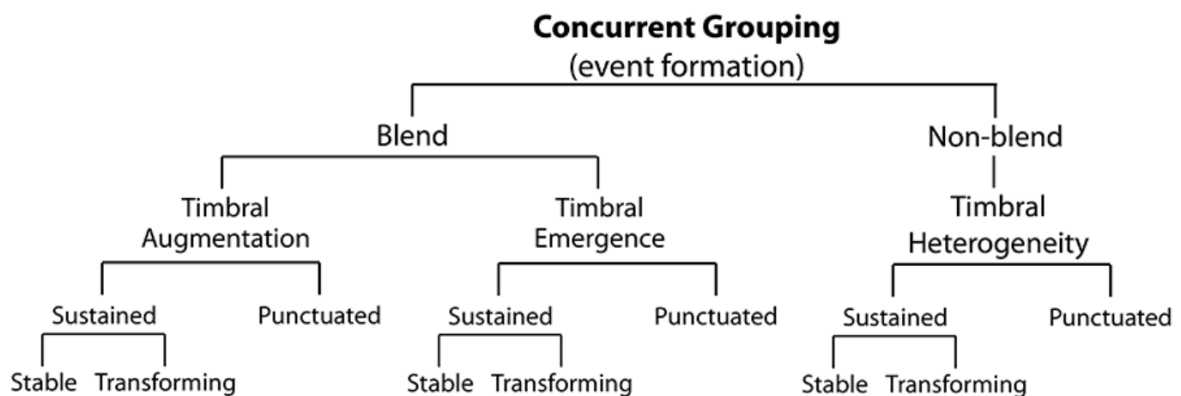 Concurrent Grouping
(event formation)
Blend
Non-blend
Timbral
Augmentation
Timbral
Emergence
Timbral
Heterogeneity
Sustained
Punctuated
Sustained
Punctuated
Sustained
Punctuated
Stable
Transforming
Stable
Transforming
Stable
Transforming